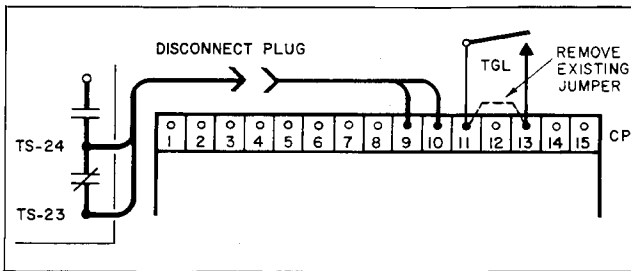 DISCONNECT PLUG
TGL
REMOVE
EXISTING
JUMPER
TS-24
TS-23
1 2 3 4 5 6 7 8 9 10 11 12 13 14 15
CP